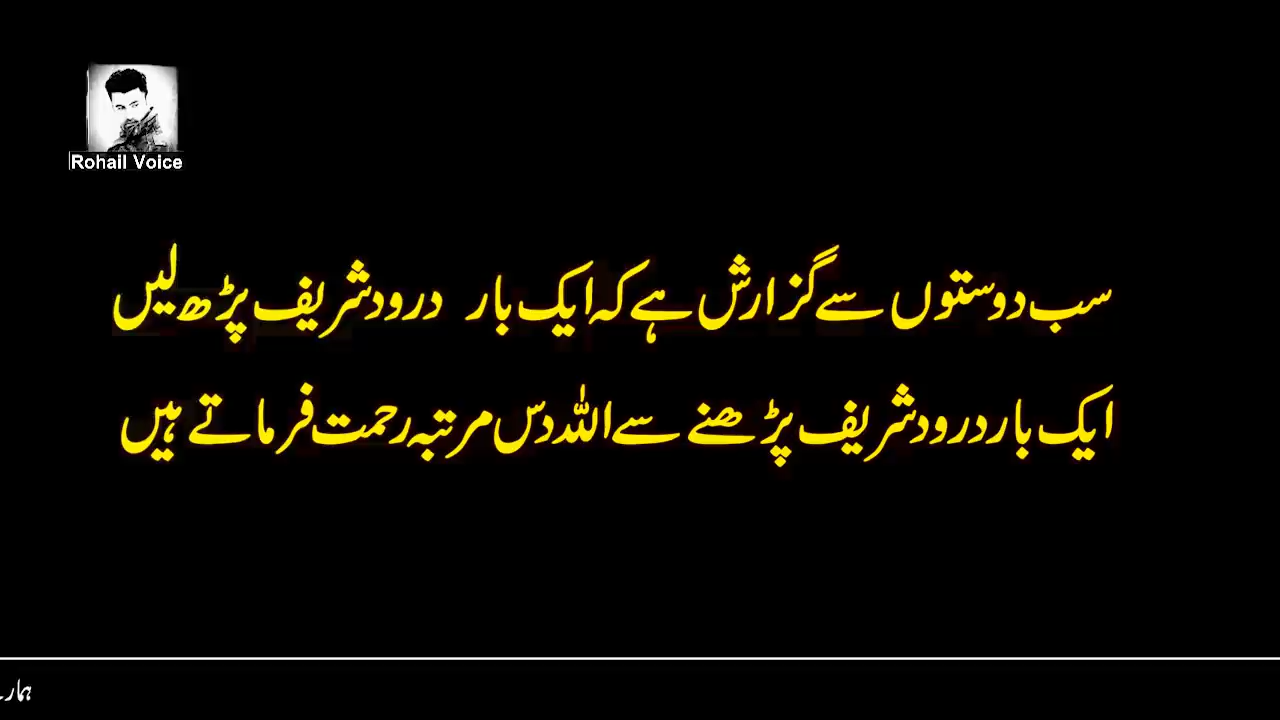 Rohail Voice
سب دوستوں سے گزارش ہے کہ ایک بار درود شریف پڑھ لیں
ایک بار درود شریف پڑھنے سے اللہ دس مرتبہ رحمت فرماتے ہیں